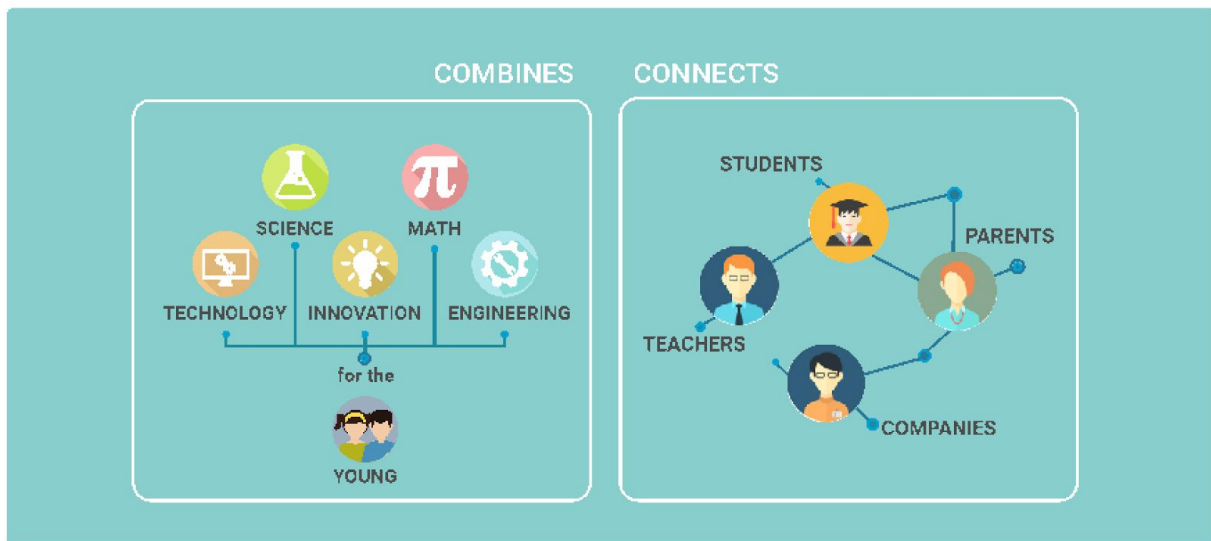 COMBINES
SCIENCE
MATH
TECHNOLOGY
INNOVATION
ENGINEERING
for the
YOUNG
CONNECTS
STUDENTS
PARENTS
TEACHERS
COMPANIES